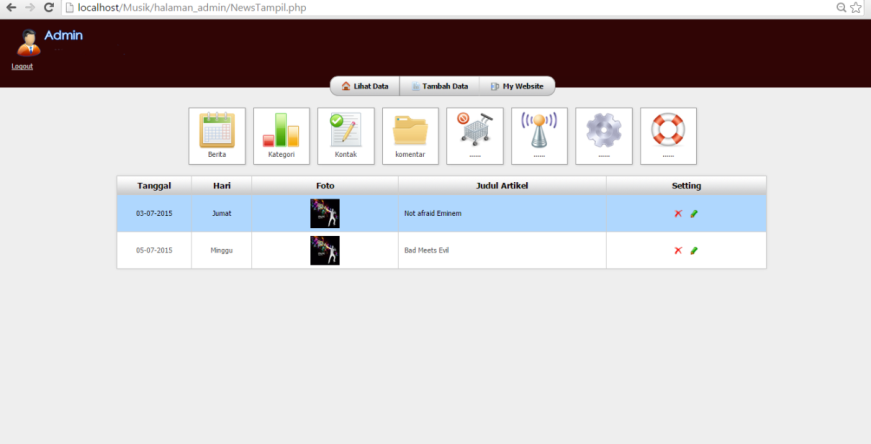 localhost/Musik/halaman_admin/NewsTampil.php
Admin
Logout
Lihat Data Tambah Data My Website
Berita Kategori Kontak komentar ...... ...... ...... ......
Tanggal Hari Foto Judul Artikel Setting
03-07-2015 Jumat Not afraid Eminem
05-07-2015 Minggu Bad Meets Evil